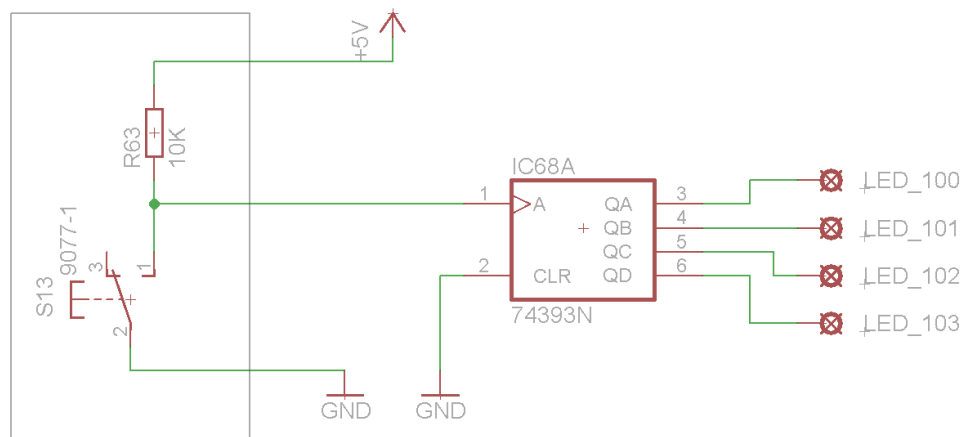 +5V
R63
10K
S13
9077-1
3
1
2
GND
GND
IC68A
1
A
2
CLR
QA
QB
QC
QD
3
4
5
6
74393N
LED_100
LED_101
LED_102
LED_103